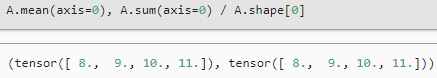 A.mean(axis=0), A.sum(axis=0) / A.shape[0]
(tensor([ 8.,  9., 10., 11.]), tensor([ 8.,  9., 10., 11.]))